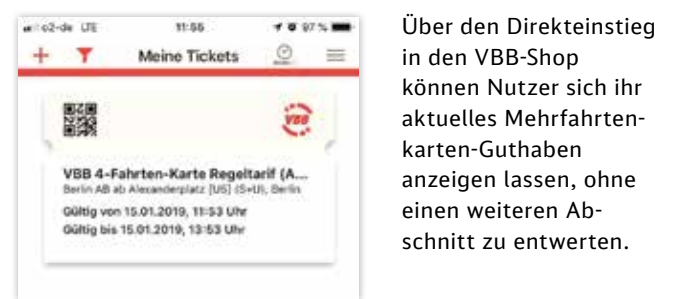 o2-de LTE 11:55 97 %
Meine Tickets
VBB
VBB 4-Fahrten-Karte Regeltarif (A...
Berlin AB ab Alexanderplatz [U5] (S+U), Berlin
Gültig von 15.01.2019, 11:53 Uhr
Gültig bis 15.01.2019, 13:53 Uhr
Über den Direkteinstieg
in den VBB-Shop
können Nutzer sich ihr
aktuelles Mehrfahrten-
karten-Guthaben
anzeigen lassen, ohne
einen weiteren Ab-
schnitt zu entwerten.